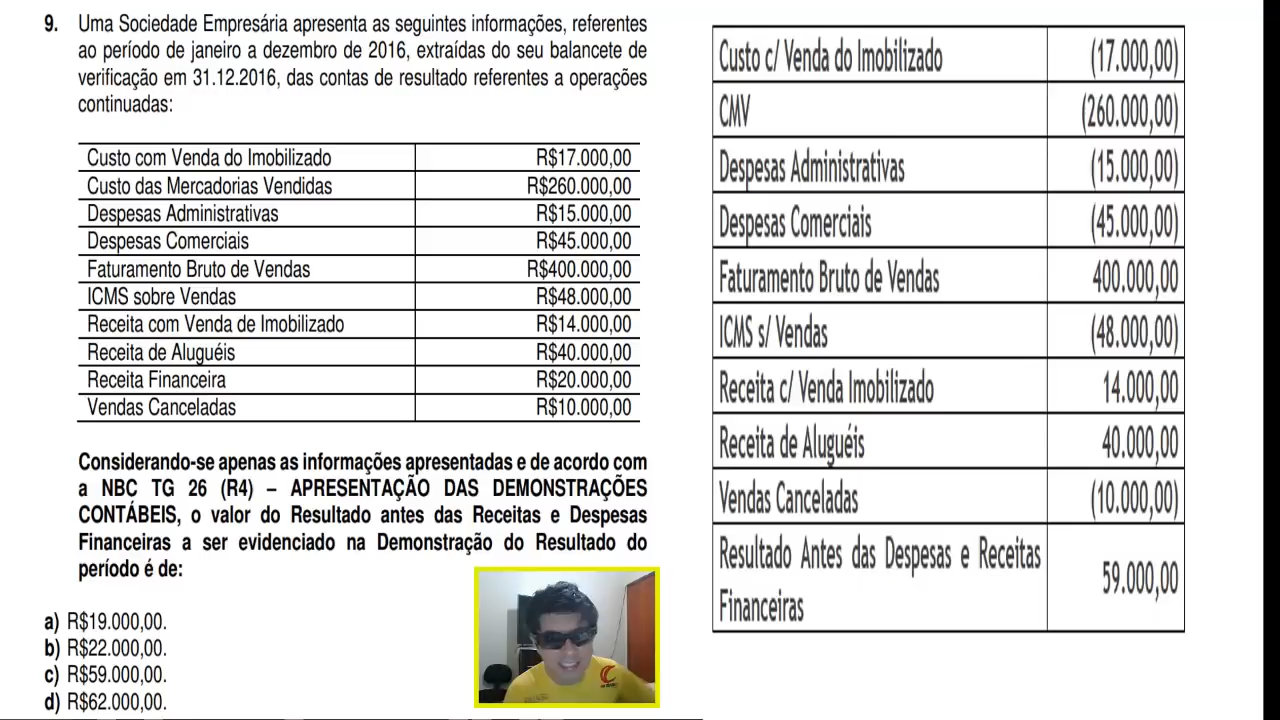 9. Uma Sociedade Empresária apresenta as seguintes informações, referentes
ao período de janeiro a dezembro de 2016, extraídas do seu balancete de
verificação em 31.12.2016, das contas de resultado referentes a operações
continuadas:
Custo com Venda do Imobilizado R$17.000,00
Custo das Mercadorias Vendidas R$260.000,00
Despesas Administrativas R$15.000,00
Despesas Comerciais R$45.000,00
Faturamento Bruto de Vendas R$400.000,00
ICMS sobre Vendas R$48.000,00
Receita com Venda de Imobilizado R$14.000,00
Receita de Aluguéis R$40.000,00
Receita Financeira R$20.000,00
Vendas Canceladas R$10.000,00
Considerando-se apenas as informações apresentadas e de acordo com
a NBC TG 26 (R4) – APRESENTAÇÃO DAS DEMONSTRAÇÕES
CONTÁBEIS, o valor do Resultado antes das Receitas e Despesas
Financeiras a ser evidenciado na Demonstração do Resultado do
período é de:
a) R$19.000,00.
b) R$22.000,00.
c) R$59.000,00.
d) R$62.000,00.
Custo c/ Venda do Imobilizado (17.000,00)
CMV (260.000,00)
Despesas Administrativas (15.000,00)
Despesas Comerciais (45.000,00)
Faturamento Bruto de Vendas 400.000,00
ICMS s/ Vendas (48.000,00)
Receita c/ Venda Imobilizado 14.000,00
Receita de Aluguéis 40.000,00
Vendas Canceladas (10.000,00)
Resultado Antes das Despesas e Receitas
Financeiras 59.000,00